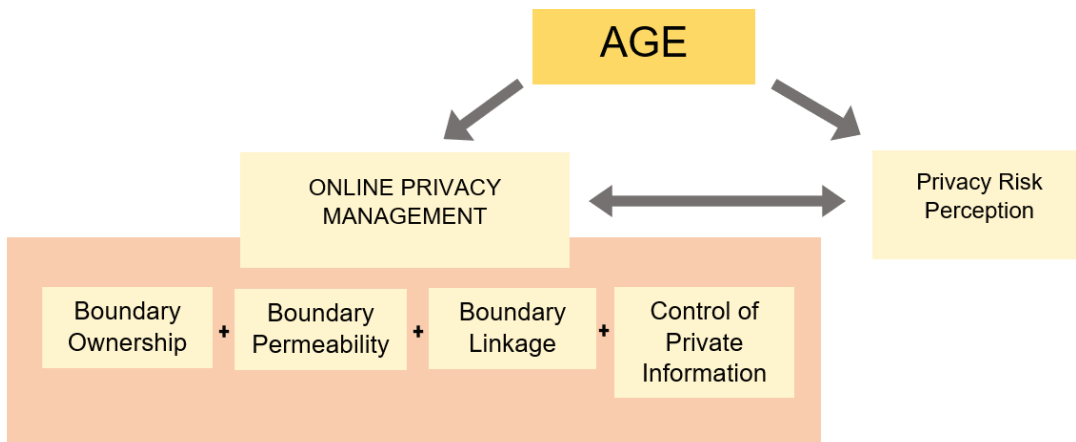 AGE
ONLINE PRIVACY
MANAGEMENT
Privacy Risk
Perception
Boundary
Ownership
+
Boundary
Permeability
+
Boundary
Linkage
+
Control of
Private
Information